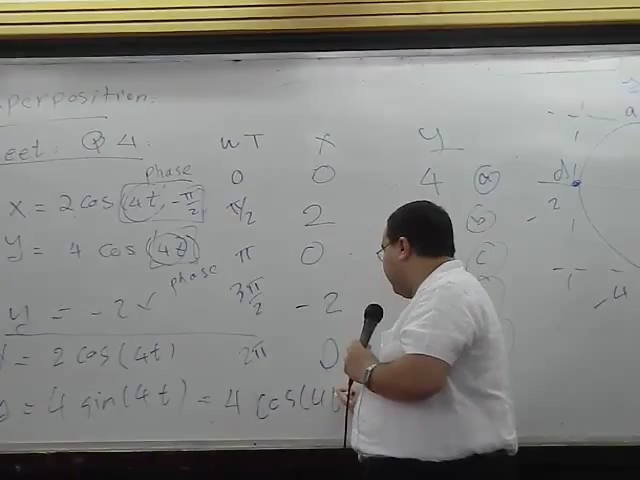 perposition.
eet: Q4. ωT x y
phase 0 0 4 ⓐ
x = 2 cos(4t, -π/2) π/2 2 ⓑ
y = 4 cos(4t) π 0 ⓒ
phase 3π/2 -2
y = -2 ✓
= 2 cos(4t) 2π 0
= 4 sin(4t) = 4 cos(4t
a
d
-2
-4